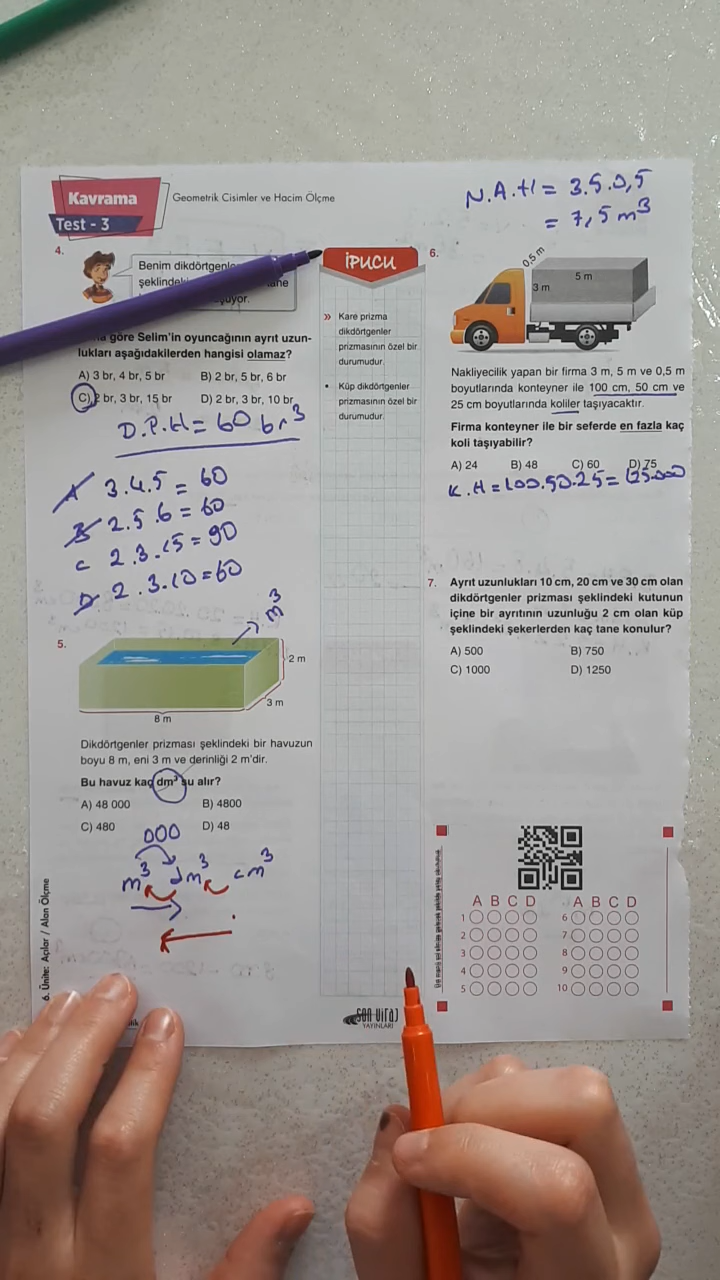 Kavrama
Test - 3
Geometrik Cisimler ve Hacim Ölçme
N.A.H = 3.5.0,5
= 7,5 m³
4.
Benim dikdörtgenler
şeklindeki
İPUCU
» Kare prizma
dikdörtgenler
prizmasının özel bir
durumudur.
• Küp dikdörtgenler
prizmasının özel bir
durumudur.
göre Selim'in oyuncağının ayrıt uzun-
lukları aşağıdakilerden hangisi olamaz?
A) 3 br, 4 br, 5 br
B) 2 br, 5 br, 6 br
C) 2 br, 3 br, 15 br
D) 2 br, 3 br, 10 br
D.P.H = 60 br³
A 3.4.5 = 60
B 2.5.6 = 60
C 2.3.15 = 90
D 2.3.10 = 60
5.
m³
2 m
3 m
8 m
Dikdörtgenler prizması şeklindeki bir havuzun
boyu 8 m, eni 3 m ve derinliği 2 m'dir.
Bu havuz kaç dm³ su alır?
A) 48 000
B) 4800
C) 480
D) 48
000
m³ dm³ cm³
6.
0,5 m
5 m
3 m
Nakliyecilik yapan bir firma 3 m, 5 m ve 0,5 m
boyutlarında konteyner ile 100 cm, 50 cm ve
25 cm boyutlarında koliler taşıyacaktır.
Firma konteyner ile bir seferde en fazla kaç
koli taşıyabilir?
A) 24
B) 48
C) 60
D) 75
K.H = 100.50.25 = 125.000
7. Ayrıt uzunlukları 10 cm, 20 cm ve 30 cm olan
dikdörtgenler prizması şeklindeki kutunun
içine bir ayrıtının uzunluğu 2 cm olan küp
şeklindeki şekerlerden kaç tane konulur?
A) 500
B) 750
C) 1000
D) 1250
A B C D
1
2
3
4
5
A B C D
6
7
8
9
10
6. Ünite: Açılar / Alan Ölçme
SON VİRAJ
YAYINLARI